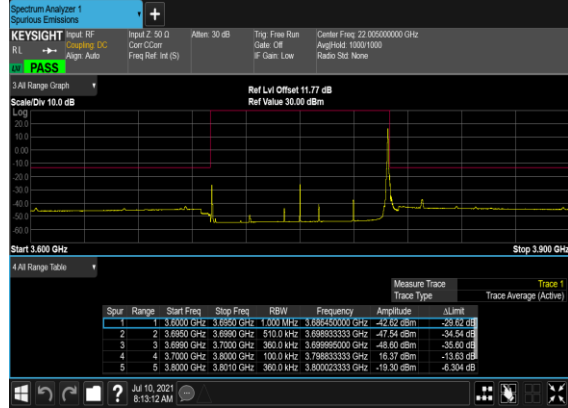 Spectrum Analyzer 1
Spurious Emissions
+
KEYSIGHT Input: RF Input Z: 50 Ω Atten: 30 dB Trig: Free Run Center Freq: 22.005000000 GHz
RL Coupling: DC Corr CCorr Gate: Off Avg|Hold: 1000/1000
Align: Auto Freq Ref: Int (S) IF Gain: Low Radio Std: None
PASS
3 All Range Graph
Ref Lvl Offset 11.77 dB
Scale/Div 10.0 dB Ref Value 30.00 dBm
Log
20.0
10.0
0.00
-10.0
-20.0
-30.0
-40.0
-50.0
-60.0
Start 3.600 GHz Stop 3.900 GHz
4 All Range Table
Measure Trace Trace 1
Trace Type Trace Average (Active)
Spur Range Start Freq Stop Freq RBW Frequency Amplitude ΔLimit
1 1 3.6000 GHz 3.6950 GHz 1.000 MHz 3.686450000 GHz -42.62 dBm -29.62 dB
2 2 3.6950 GHz 3.6990 GHz 510.0 kHz 3.698933333 GHz -47.54 dBm -34.54 dB
3 3 3.6990 GHz 3.7000 GHz 360.0 kHz 3.699995000 GHz -48.60 dBm -35.60 dB
4 4 3.7000 GHz 3.8000 GHz 100.0 kHz 3.798833333 GHz 16.37 dBm -13.63 dB
5 5 3.8000 GHz 3.8010 GHz 360.0 kHz 3.800023333 GHz -19.30 dBm -6.304 dB
? Jul 10, 2021
8:13:12 AM